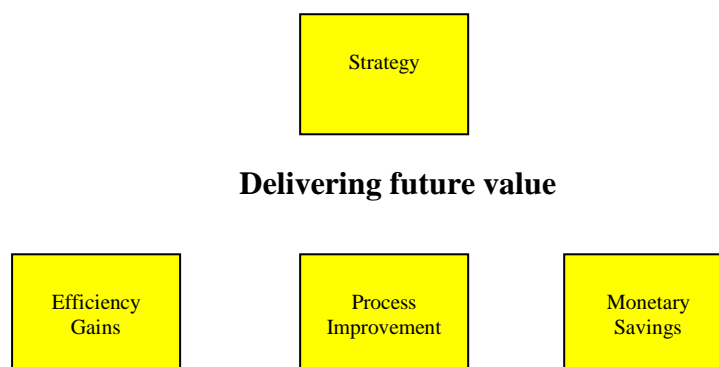 Strategy
Delivering future value
Efficiency
Gains
Process
Improvement
Monetary
Savings